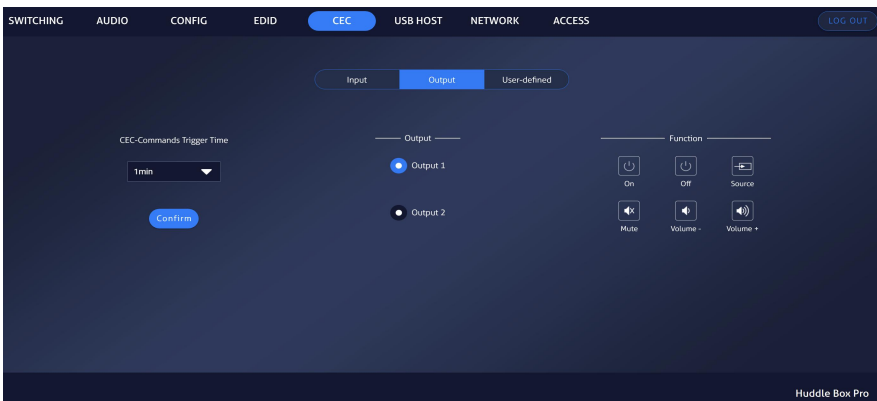 SWITCHING AUDIO CONFIG EDID CEC USB HOST NETWORK ACCESS LOG OUT
Input Output User-defined
CEC-Commands Trigger Time
1min
Confirm
Output
Output 1
Output 2
Function
On Off Source
Mute Volume - Volume +
Huddle Box Pro